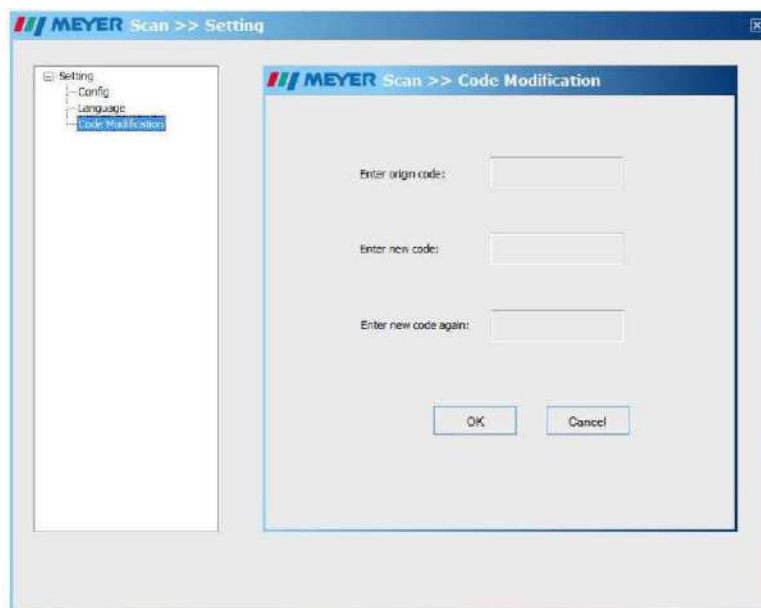 MEYER Scan >> Setting
Setting
Config
Language
Code Modification
MEYER Scan >> Code Modification
Enter origin code:
Enter new code:
Enter new code again:
OK
Cancel